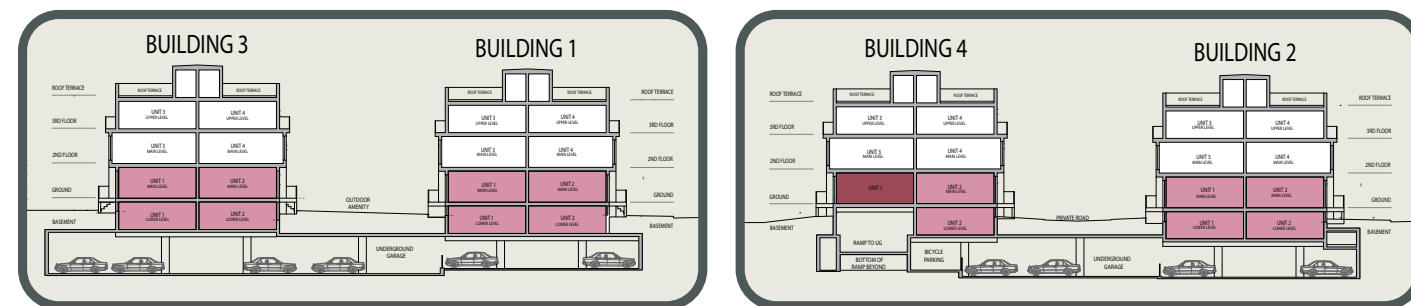 BUILDING 3
BUILDING 1
ROOF TERRACE
ROOF TERRACE
ROOF TERRACE
ROOF TERRACE
ROOF TERRACE
ROOF TERRACE
3RD FLOOR
UNIT 3
UPPER LEVEL
UNIT 4
UPPER LEVEL
UNIT 3
UPPER LEVEL
UNIT 4
UPPER LEVEL
3RD FLOOR
2ND FLOOR
UNIT 3
MAIN LEVEL
UNIT 4
MAIN LEVEL
UNIT 3
MAIN LEVEL
UNIT 4
MAIN LEVEL
2ND FLOOR
GROUND
UNIT 1
MAIN LEVEL
UNIT 2
MAIN LEVEL
OUTDOOR
AMENITY
UNIT 1
MAIN LEVEL
UNIT 2
MAIN LEVEL
GROUND
BASEMENT
UNIT 1
LOWER LEVEL
UNIT 2
LOWER LEVEL
UNIT 1
LOWER LEVEL
UNIT 2
LOWER LEVEL
BASEMENT
UNDERGROUND
GARAGE
BUILDING 4
BUILDING 2
ROOF TERRACE
ROOF TERRACE
ROOF TERRACE
ROOF TERRACE
ROOF TERRACE
ROOF TERRACE
3RD FLOOR
UNIT 3
UPPER LEVEL
UNIT 4
UPPER LEVEL
UNIT 3
UPPER LEVEL
UNIT 4
UPPER LEVEL
3RD FLOOR
2ND FLOOR
UNIT 3
MAIN LEVEL
UNIT 4
MAIN LEVEL
UNIT 3
MAIN LEVEL
UNIT 4
MAIN LEVEL
2ND FLOOR
GROUND
UNIT 1
UNIT 2
MAIN LEVEL
UNIT 1
MAIN LEVEL
UNIT 2
MAIN LEVEL
GROUND
BASEMENT
UNIT 2
LOWER LEVEL
PRIVATE ROAD
UNIT 1
LOWER LEVEL
UNIT 2
LOWER LEVEL
BASEMENT
RAMP TO UG
BOTTOM OF
RAMP BEYOND
BICYCLE
PARKING
UNDERGROUND
GARAGE